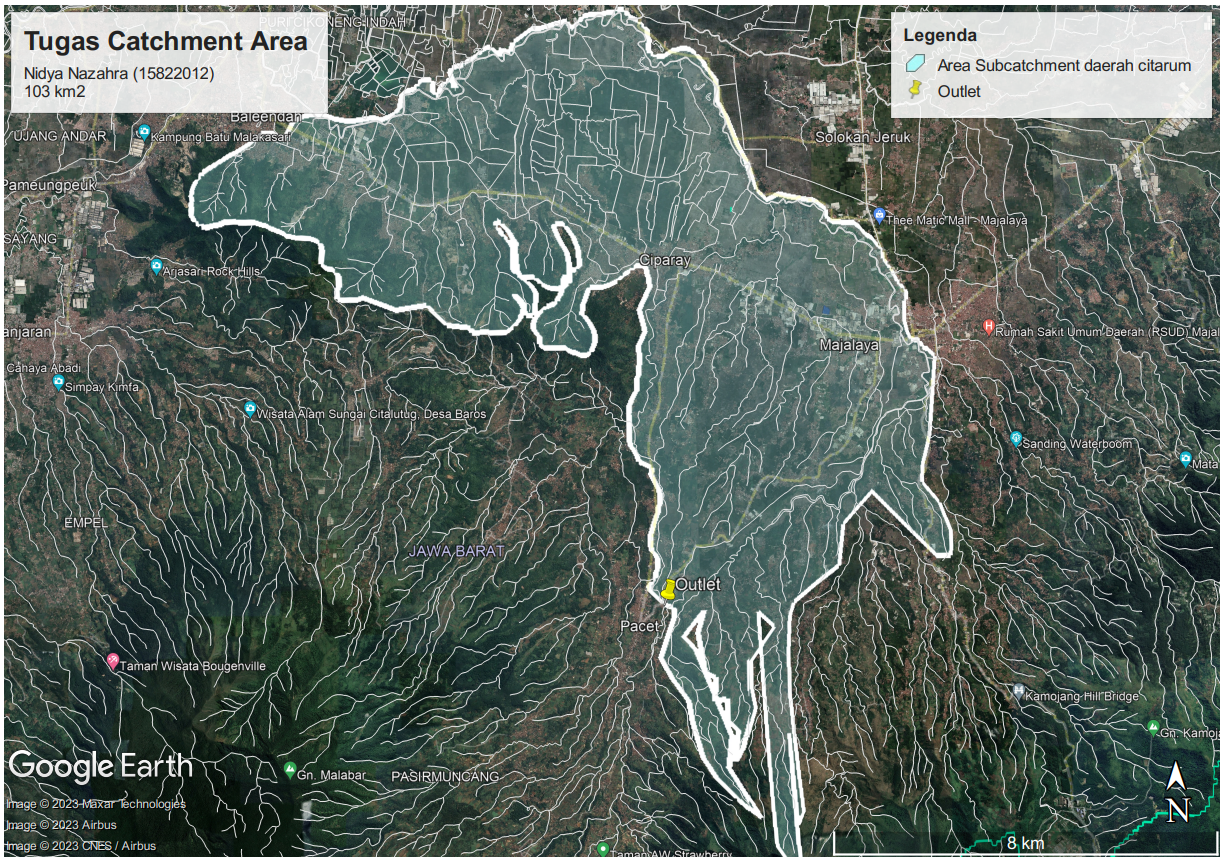 PURI CIKONENG INDAH
Tugas Catchment Area
Nidya Nazahra (15822012)
103 km2
Legenda
Area Subcatchment daerah citarum
Outlet
Baleendah
UJANG ANDAR
Kampung Batu Malakasari
Solokan Jeruk
Pameungpeuk
Thee Matic Mall - Majalaya
SAYANG
Ciparay
Arjasari Rock Hills
anjaran
Rumah Sakit Umum Daerah (RSUD) Majal
Majalaya
Cahaya Abadi
Simpay Kimfa
Wisata Alam Sungai Citalutug, Desa Baros
Sanding Waterboom
Mata
EMPEL
JAWA BARAT
Outlet
Pacet
Taman Wisata Bougenville
Kamojang Hill Bridge
Gn. Kamoja
Google Earth
Gn. Malabar
PASIRMUNCANG
Image © 2023 Maxar Technologies
Image © 2023 Airbus
Image © 2023 CNES / Airbus
N
8 km
Taman AW Strawberry